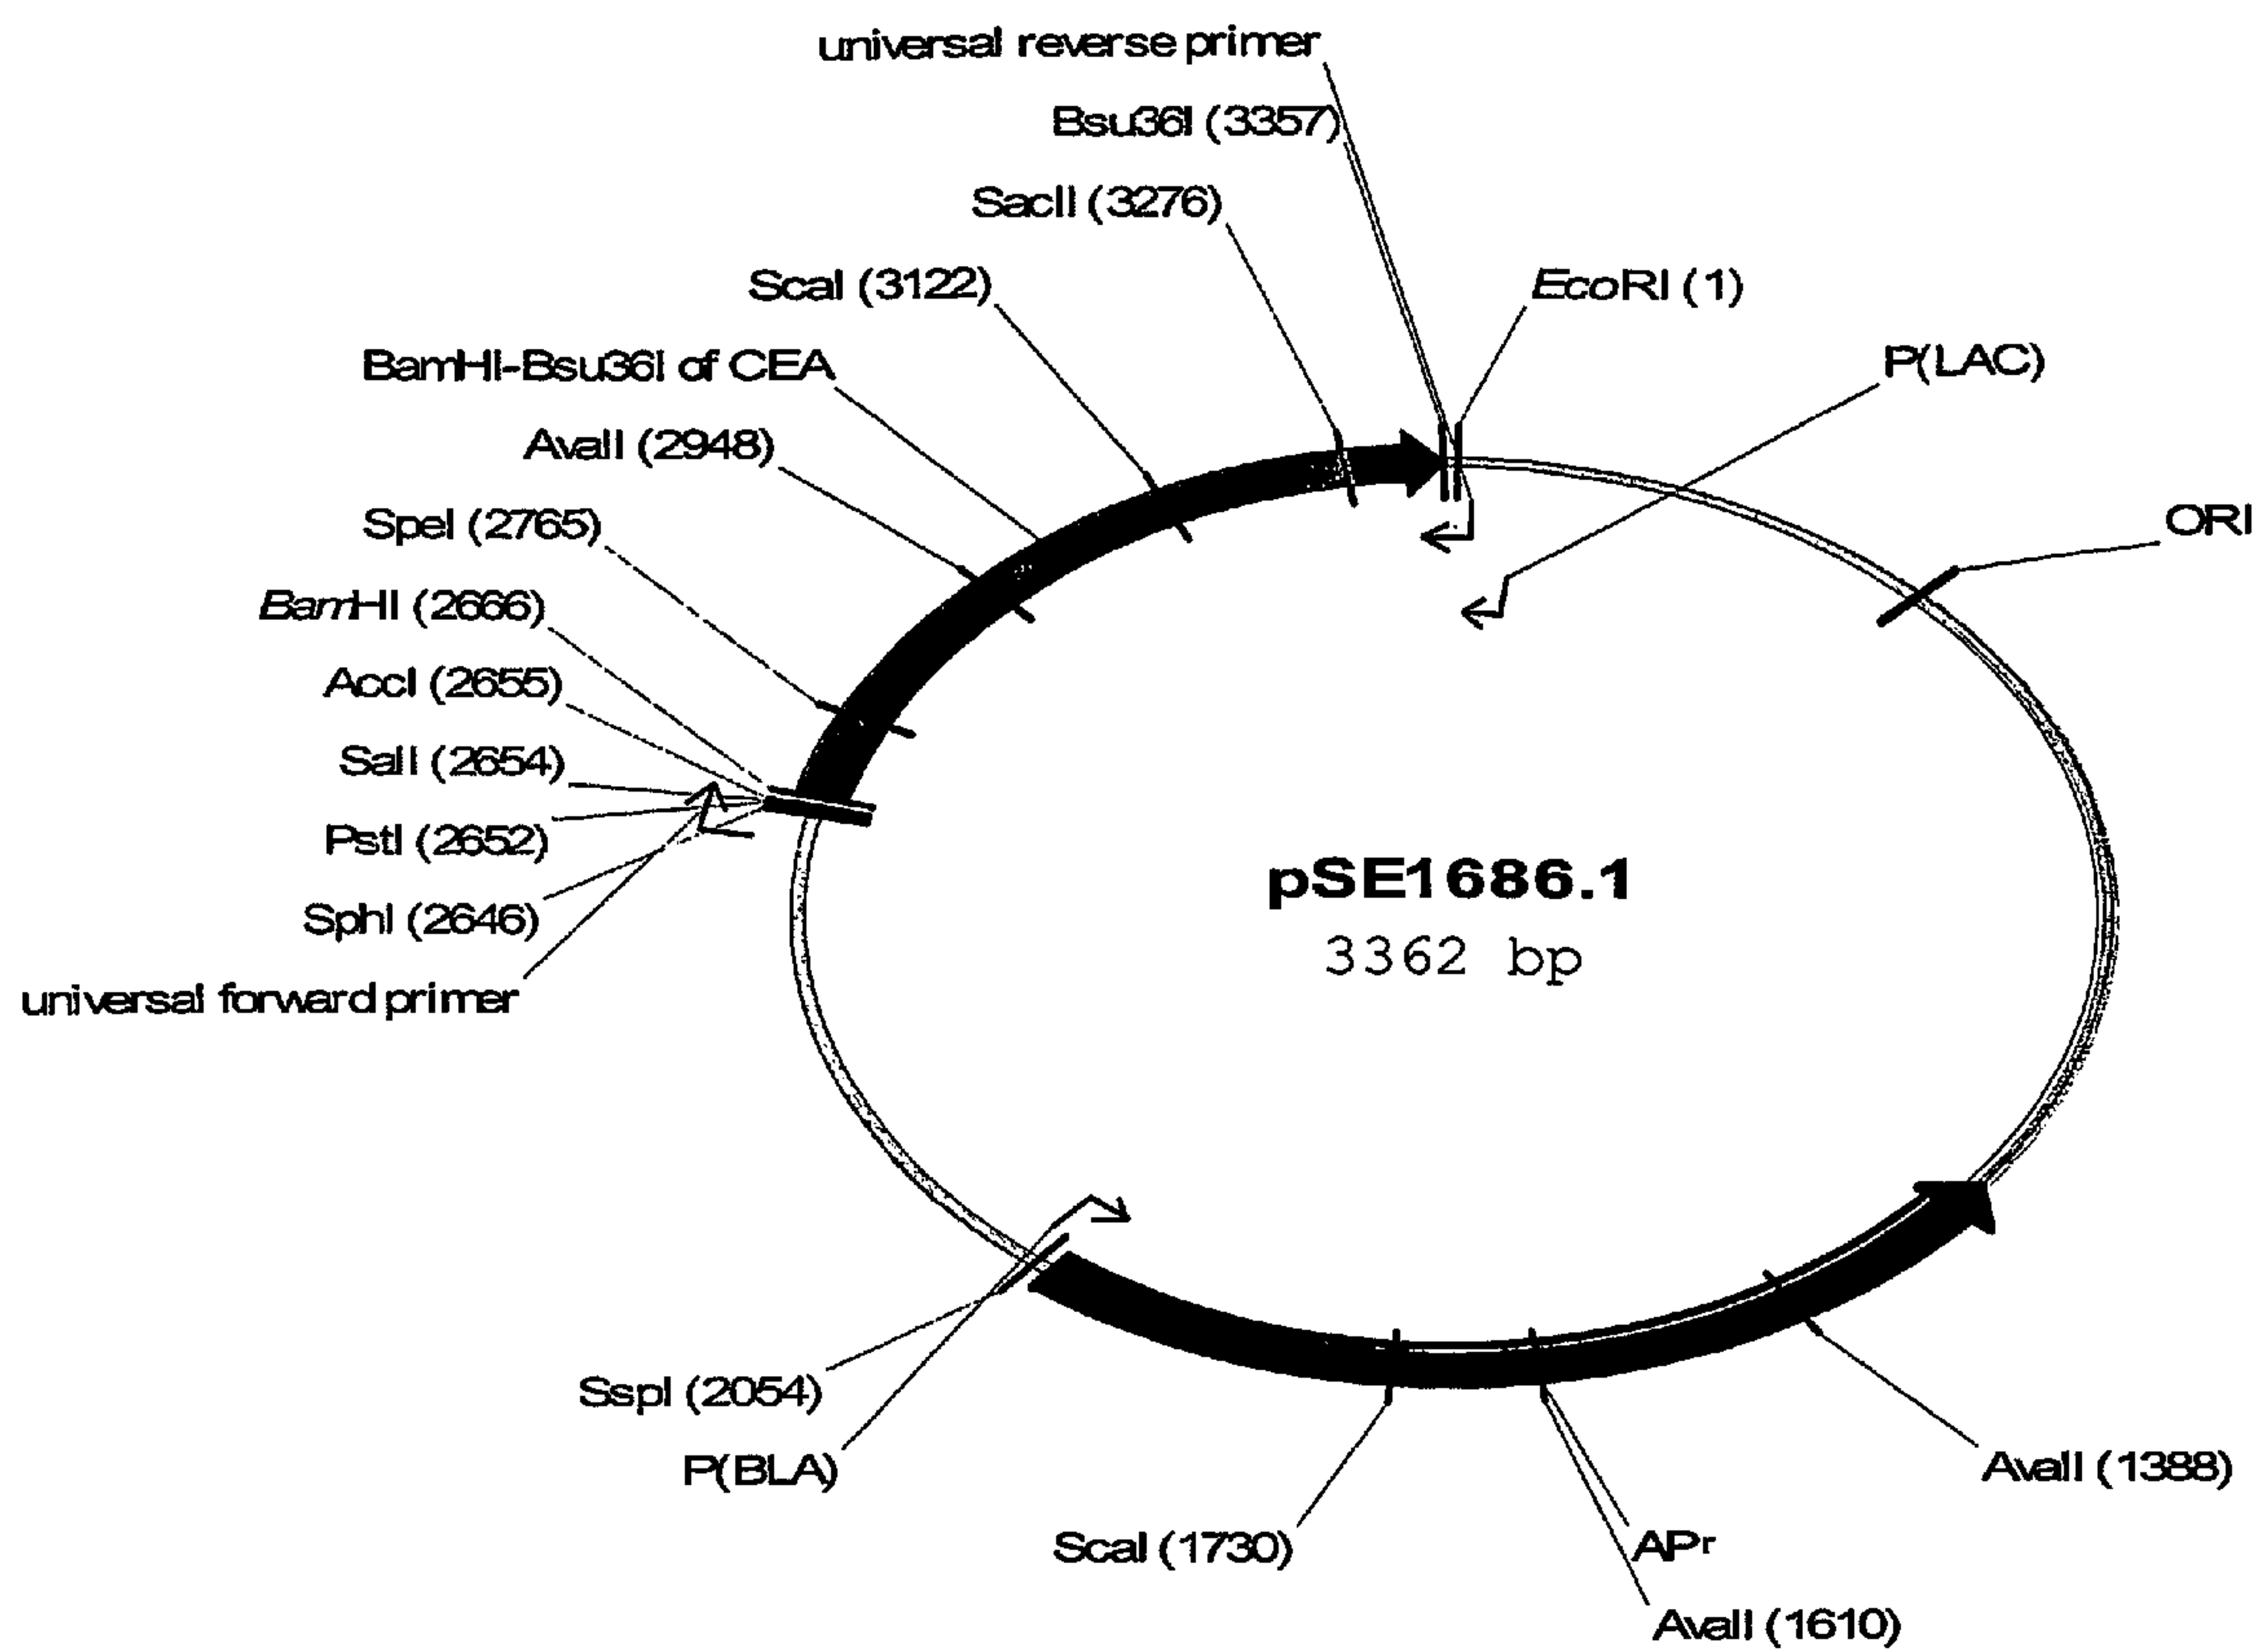 universal reverse primer
Bsu36I (3357)
SacII (3276)
ScaI (3122)
EcoRI (1)
BamHI-Bsu36I of CEA
P(LAC)
AvaII (2948)
SpeI (2765)
ORI
BamHI (2666)
AccI (2655)
SalI (2654)
PstI (2652)
pSE1686.1
SphI (2646)
3362 bp
universal forward primer
SspI (2054)
P(BLA)
AvaII (1388)
ScaI (1730)
APr
AvaII (1610)